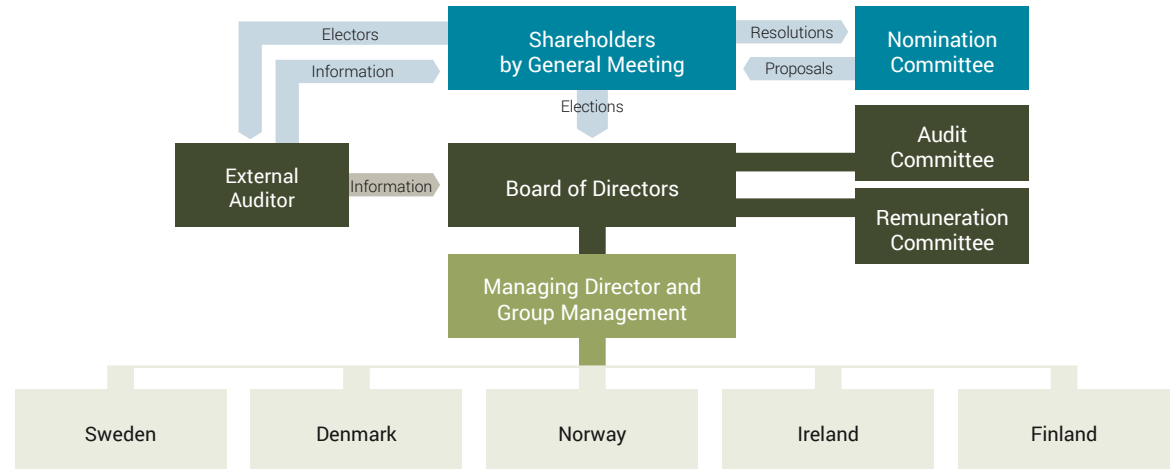 Electors
Shareholders
by General Meeting
Resolutions
Nomination
Committee
Information
Proposals
Elections
External
Auditor
Information
Board of Directors
Audit
Committee
Remuneration
Committee
Managing Director and
Group Management
Sweden
Denmark
Norway
Ireland
Finland